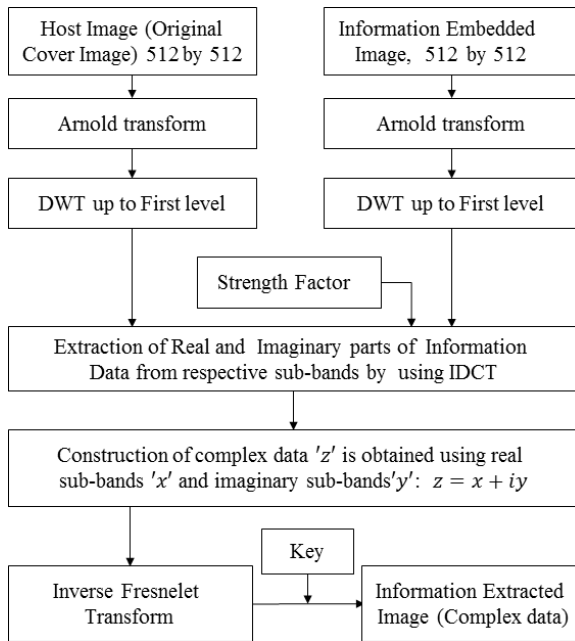 Host Image (Original
Cover Image) 512 by 512
Information Embedded
Image, 512 by 512
Arnold transform
Arnold transform
DWT up to First level
DWT up to First level
Strength Factor
Extraction of Real and Imaginary parts of Information
Data from respective sub-bands by using IDCT
Construction of complex data 'z' is obtained using real
sub-bands 'x' and imaginary sub-bands'y': z = x + iy
Key
Inverse Fresnelet
Transform
Information Extracted
Image (Complex data)